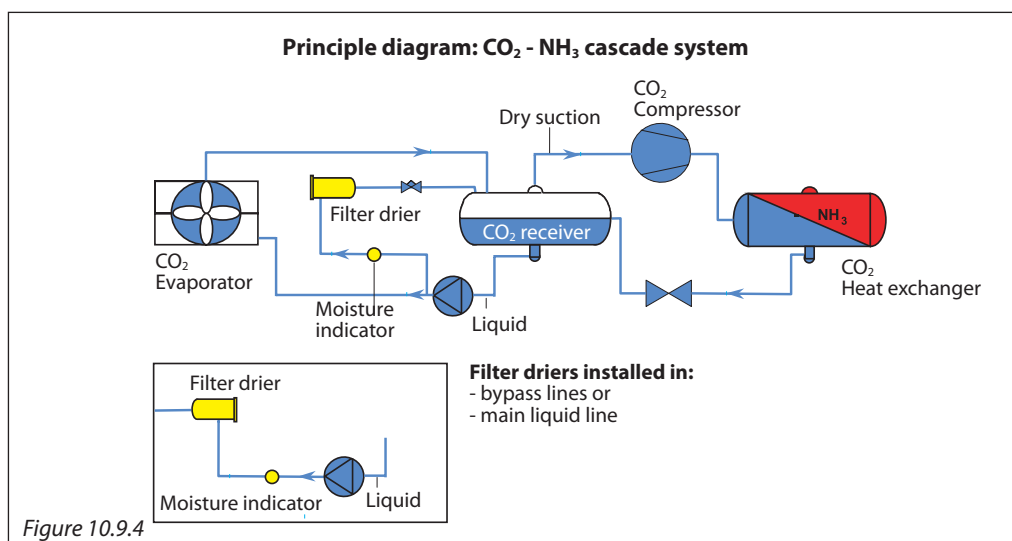 Principle diagram: CO₂ - NH₃ cascade system
CO₂
Compressor
Dry suction
Filter drier
NH₃
CO₂ receiver
CO₂
Evaporator
CO₂
Heat exchanger
Moisture
indicator
Liquid
Filter drier
Filter driers installed in:
- bypass lines or
- main liquid line
Moisture indicator
Liquid
Figure 10.9.4